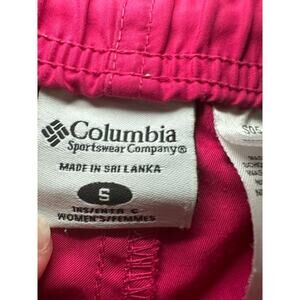 Columbia
Sportswear Company®
MADE IN SRI LANKA
S
WOMEN'S/FEMMES